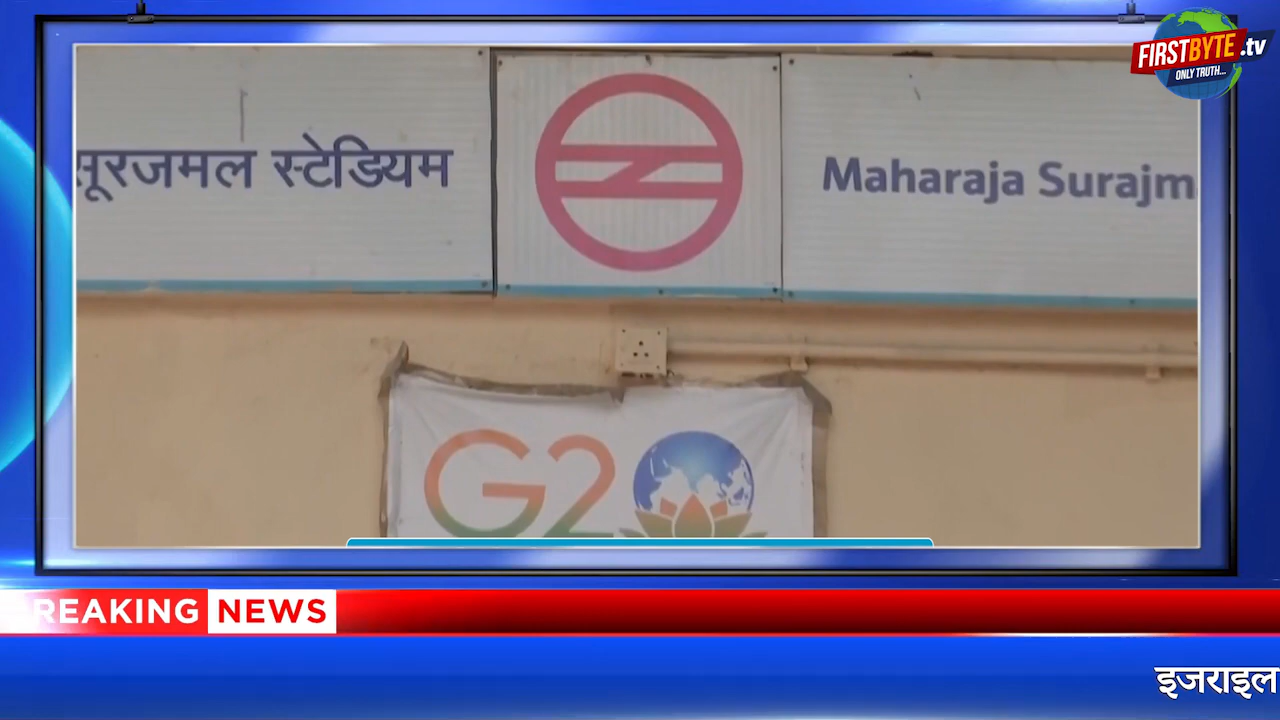 FIRSTBYTE.tv
ONLY TRUTH...
सूरजमल स्टेडियम
Maharaja Surajm
G20
REAKING NEWS
इजराइल